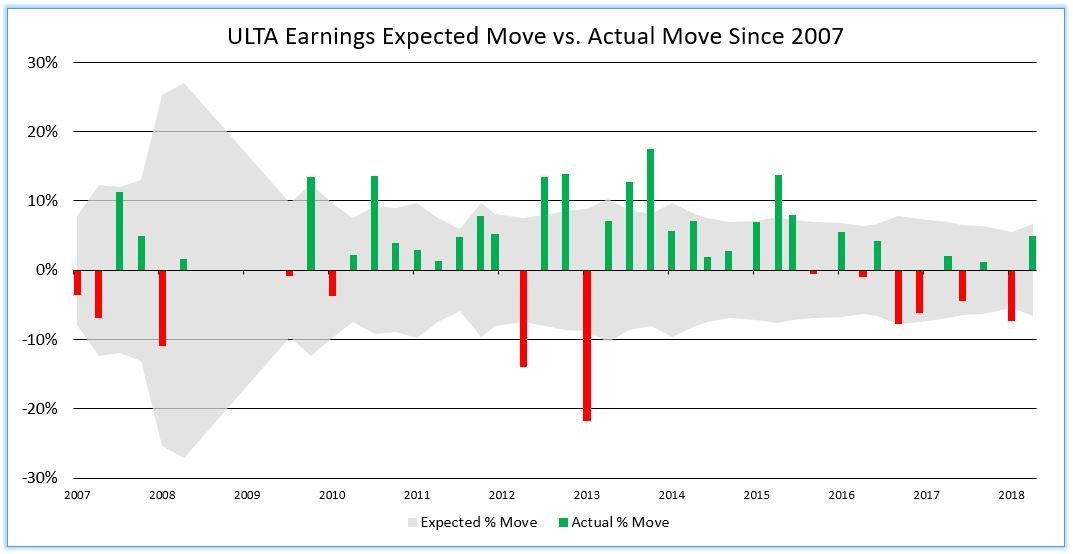 ULTA Earnings Expected Move vs. Actual Move Since 2007
30%
20%
10%
0%
-10%
-20%
-30%
2007 2008 2009 2010 2011 2012 2013 2014 2015 2016 2017 2018
Expected % Move Actual % Move